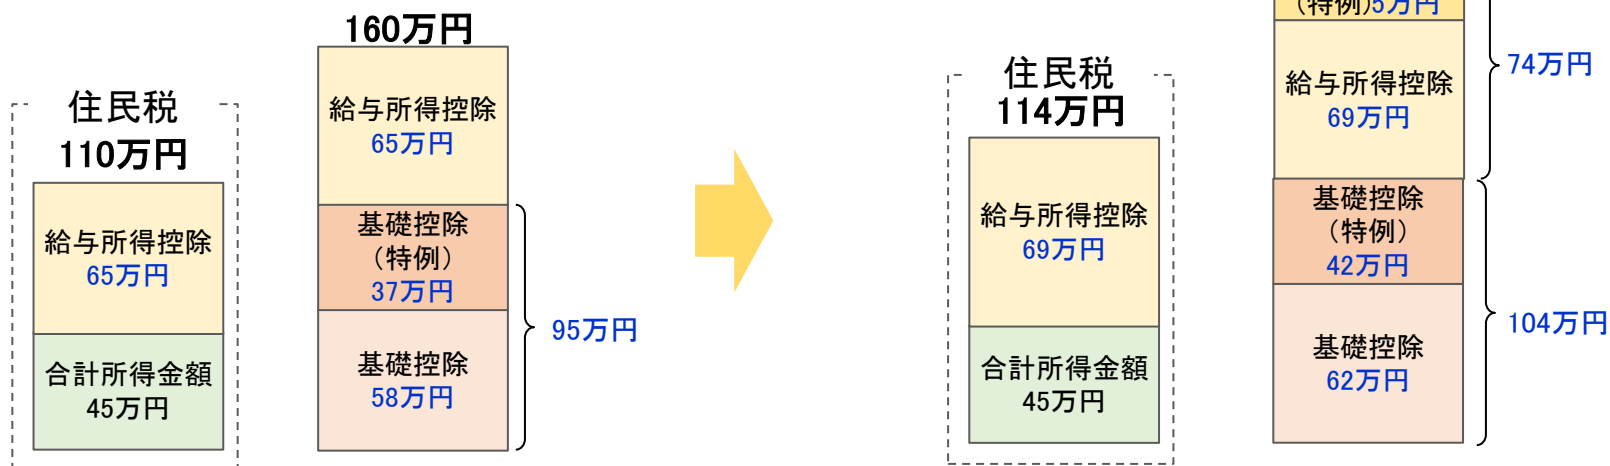 住民税
110万円
給与所得控除
65万円
合計所得金額
45万円
160万円
給与所得控除
65万円
基礎控除
（特例）
37万円
基礎控除
58万円
95万円
住民税
114万円
給与所得控除
69万円
合計所得金額
45万円
（特例）5万円
給与所得控除
69万円
74万円
基礎控除
（特例）
42万円
基礎控除
62万円
104万円